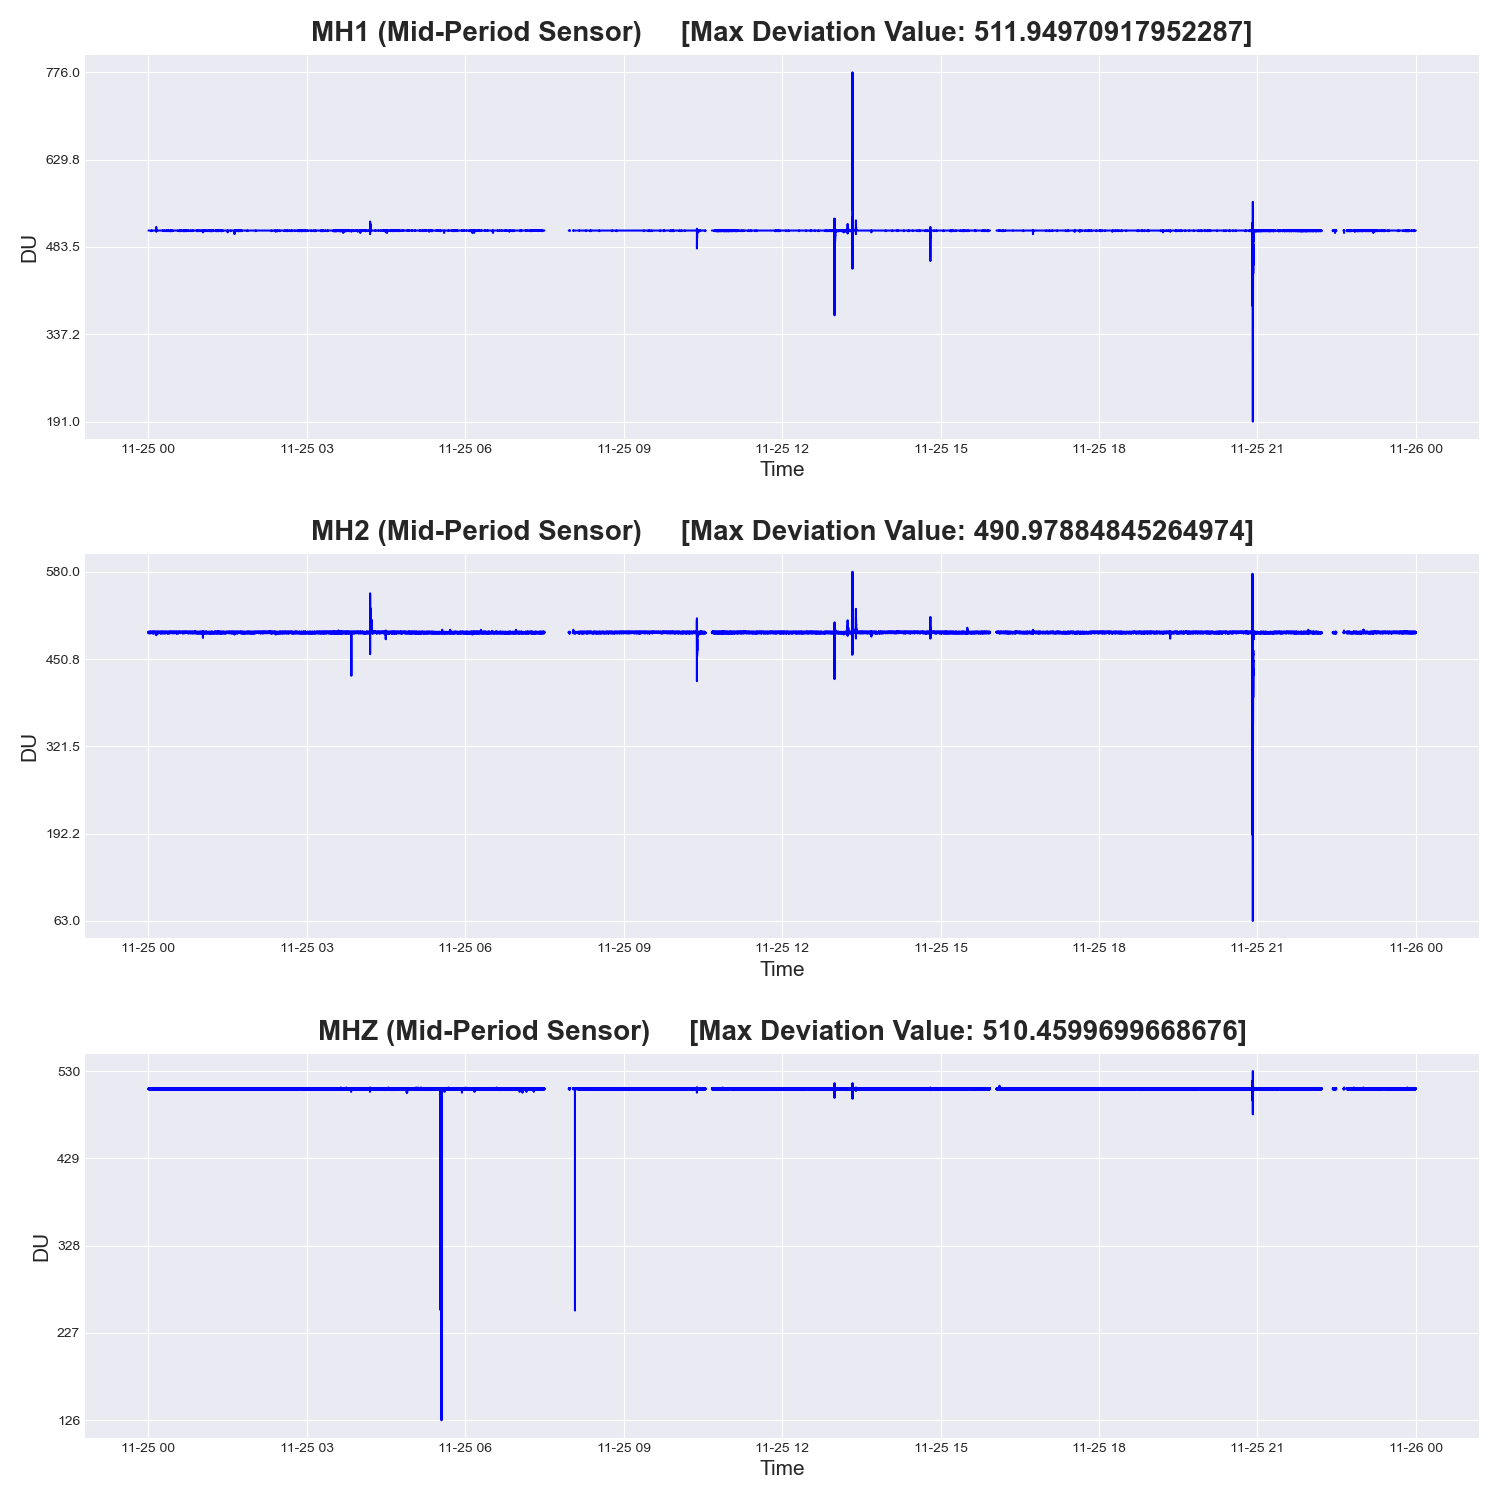 MH1 (Mid-Period Sensor) [Max Deviation Value: 511.94970917952287]
776.0
629.8
483.5
337.2
191.0
DU
11-25 00 11-25 03 11-25 06 11-25 09 11-25 12 11-25 15 11-25 18 11-25 21 11-26 00
Time
MH2 (Mid-Period Sensor) [Max Deviation Value: 490.97884845264974]
580.0
450.8
321.5
192.2
63.0
DU
11-25 00 11-25 03 11-25 06 11-25 09 11-25 12 11-25 15 11-25 18 11-25 21 11-26 00
Time
MHZ (Mid-Period Sensor) [Max Deviation Value: 510.4599699668676]
530
429
328
227
126
DU
11-25 00 11-25 03 11-25 06 11-25 09 11-25 12 11-25 15 11-25 18 11-25 21 11-26 00
Time